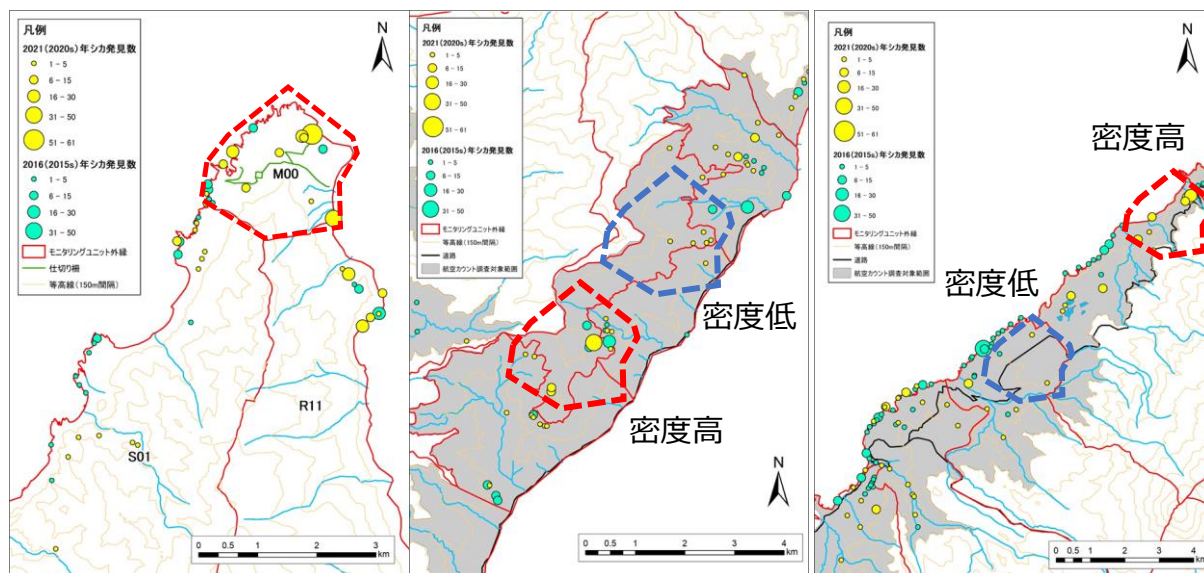 凡例
2021(2020s)年シカ発見数
1 - 5
6 - 15
16 - 30
31 - 50
51 - 61
2016(2015s)年シカ発見数
1 - 5
6 - 15
16 - 30
31 - 50
モニタリングユニット外縁
仕切り柵
等高線(150m間隔)
N
M00
R11
S01
0 0.5 1 2 3
km
凡例
2021(2020s)年シカ発見数
1 - 5
6 - 15
16 - 30
31 - 50
51 - 61
2016(2015s)年シカ発見数
1 - 5
6 - 15
16 - 30
31 - 50
モニタリングユニット外縁
等高線(150m間隔)
道路
航空カウント調査対象範囲
密度低
密度高
N
0 0.5 1 2 3 4
km
凡例
2021(2020s)年シカ発見数
1 - 5
6 - 15
16 - 30
31 - 50
51 - 61
2016(2015s)年シカ発見数
1 - 5
6 - 15
16 - 30
31 - 50
モニタリングユニット外縁
等高線(150m間隔)
道路
航空カウント調査対象範囲
N
密度高
密度低
0 0.5 1 2 3 4
km